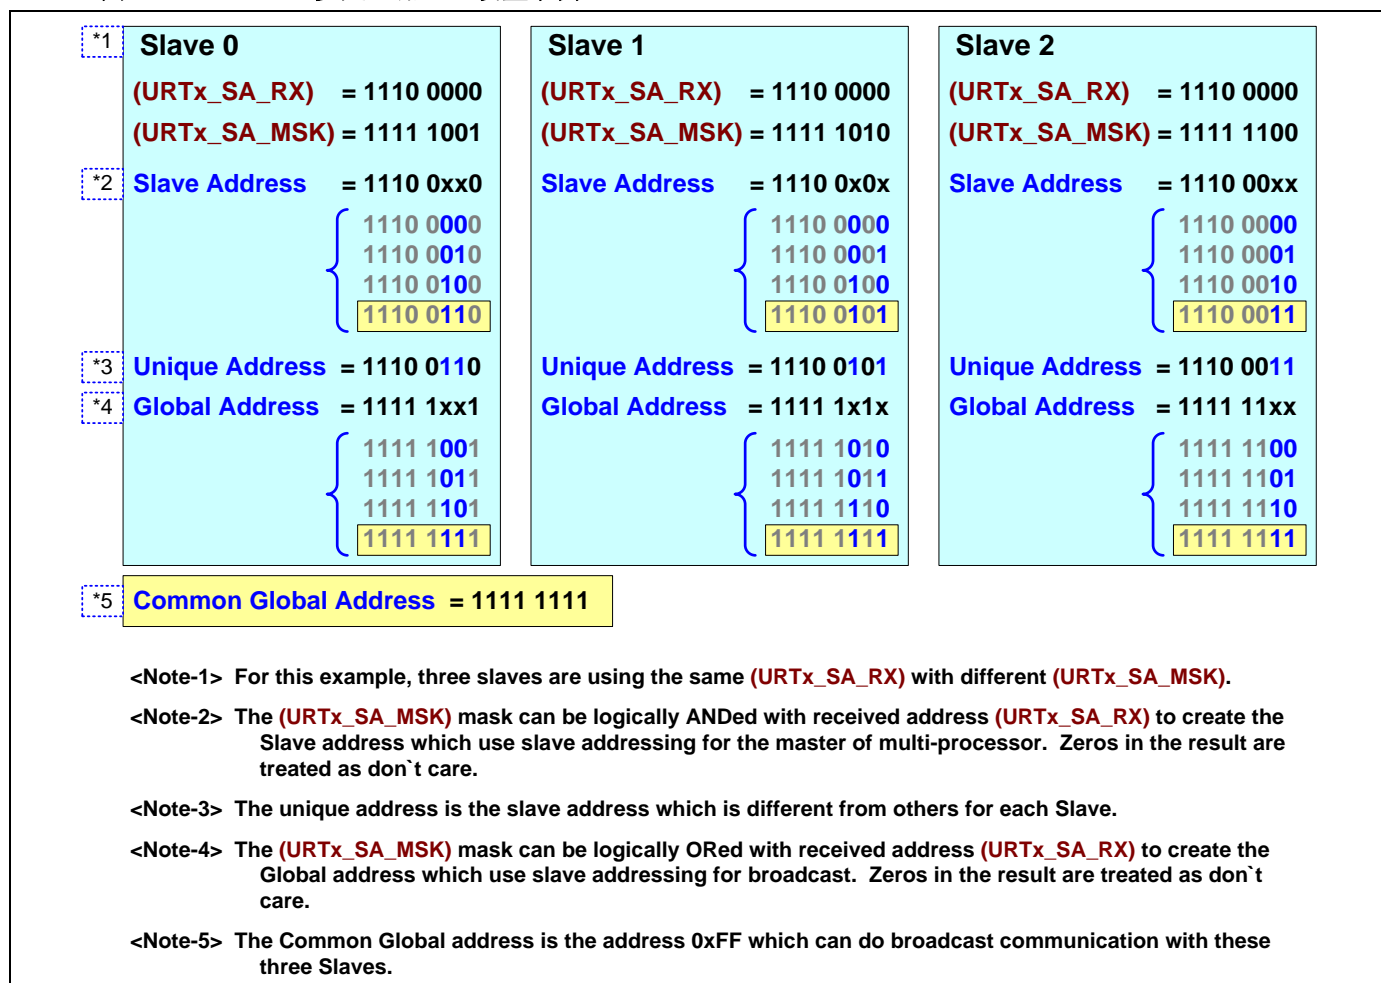 *1
Slave 0
(URTx_SA_RX) = 1110 0000
(URTx_SA_MSK) = 1111 1001
*2
Slave Address = 1110 0xx0
1110 0000
1110 0010
1110 0100
1110 0110
*3
Unique Address = 1110 0110
*4
Global Address = 1111 1xx1
1111 1001
1111 1011
1111 1101
1111 1111
Slave 1
(URTx_SA_RX) = 1110 0000
(URTx_SA_MSK) = 1111 1010
Slave Address = 1110 0x0x
1110 0000
1110 0001
1110 0100
1110 0101
Unique Address = 1110 0101
Global Address = 1111 1x1x
1111 1010
1111 1011
1111 1110
1111 1111
Slave 2
(URTx_SA_RX) = 1110 0000
(URTx_SA_MSK) = 1111 1100
Slave Address = 1110 00xx
1110 0000
1110 0001
1110 0010
1110 0011
Unique Address = 1110 0011
Global Address = 1111 11xx
1111 1100
1111 1101
1111 1110
1111 1111
*5
Common Global Address = 1111 1111
<Note-1> For this example, three slaves are using the same (URTx_SA_RX) with different (URTx_SA_MSK).
<Note-2> The (URTx_SA_MSK) mask can be logically ANDed with received address (URTx_SA_RX) to create the
Slave address which use slave addressing for the master of multi-processor. Zeros in the result are
treated as don`t care.
<Note-3> The unique address is the slave address which is different from others for each Slave.
<Note-4> The (URTx_SA_MSK) mask can be logically ORed with received address (URTx_SA_RX) to create the
Global address which use slave addressing for broadcast. Zeros in the result are treated as don`t
care.
<Note-5> The Common Global address is the address 0xFF which can do broadcast communication with these
three Slaves.